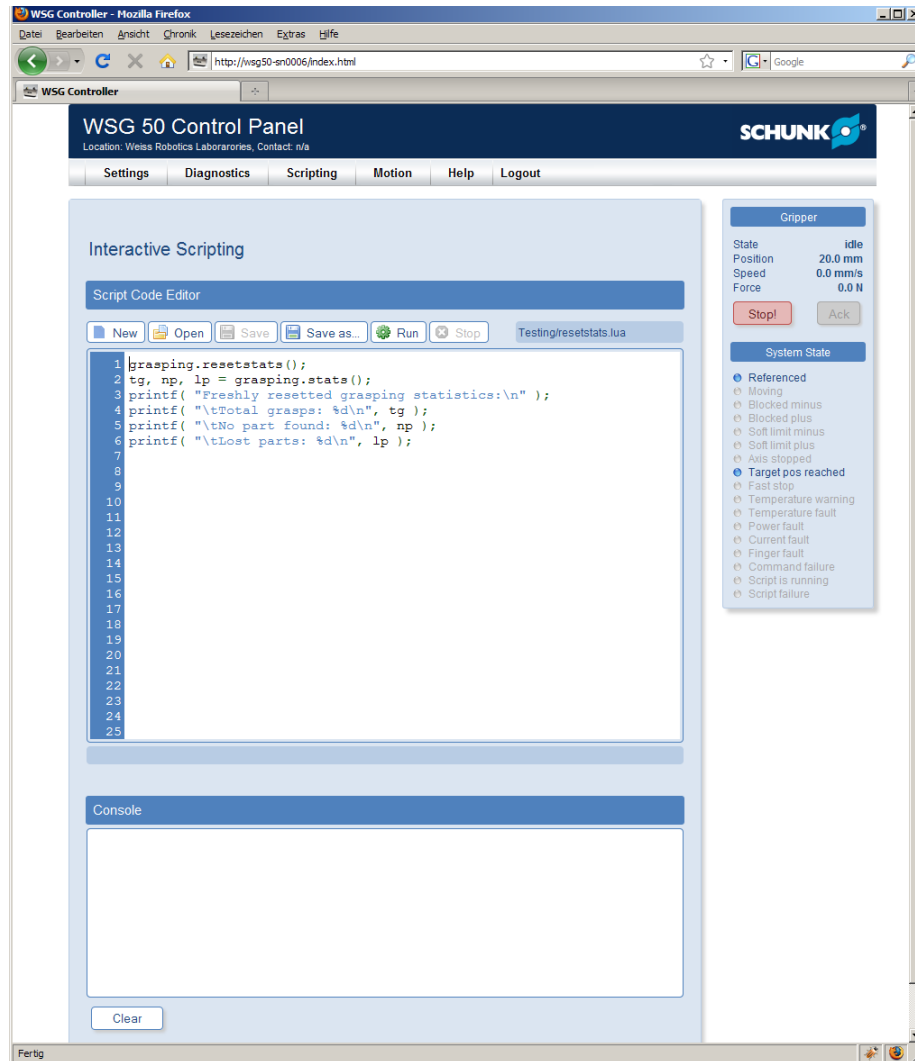 WSG Controller - Mozilla Firefox
Datei Bearbeiten Ansicht Chronik Lesezeichen Extras Hilfe
http://wsg50-sn0006/index.html
Google
WSG Controller
WSG 50 Control Panel
Location: Weiss Robotics Laborarories, Contact: n/a
SCHUNK
Settings Diagnostics Scripting Motion Help Logout
Interactive Scripting
Script Code Editor
New Open Save Save as... Run Stop Testing/resetstats.lua
1 grasping.resetstats();
2 tg, np, lp = grasping.stats();
3 printf( "Freshly resetted grasping statistics:\n" );
4 printf( "\tTotal grasps: %d\n", tg );
5 printf( "\tNo part found: %d\n", np );
6 printf( "\tLost parts: %d\n", lp );
7
8
9
10
11
12
13
14
15
16
17
18
19
20
21
22
23
24
25
Console
Clear
Gripper
State idle
Position 20.0 mm
Speed 0.0 mm/s
Force 0.0 N
Stop! Ack
System State
Referenced
Moving
Blocked minus
Blocked plus
Soft limit minus
Soft limit plus
Axis stopped
Target pos reached
Fast stop
Temperature warning
Temperature fault
Power fault
Current fault
Finger fault
Command failure
Script is running
Script failure
Fertig